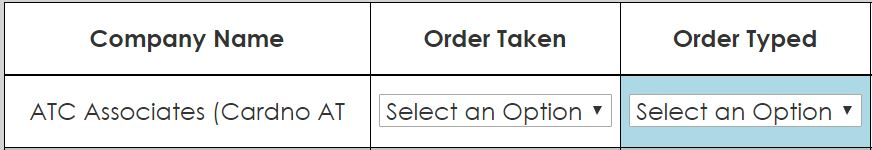 Company Name Order Taken Order Typed
ATC Associates (Cardno AT Select an Option Select an Option